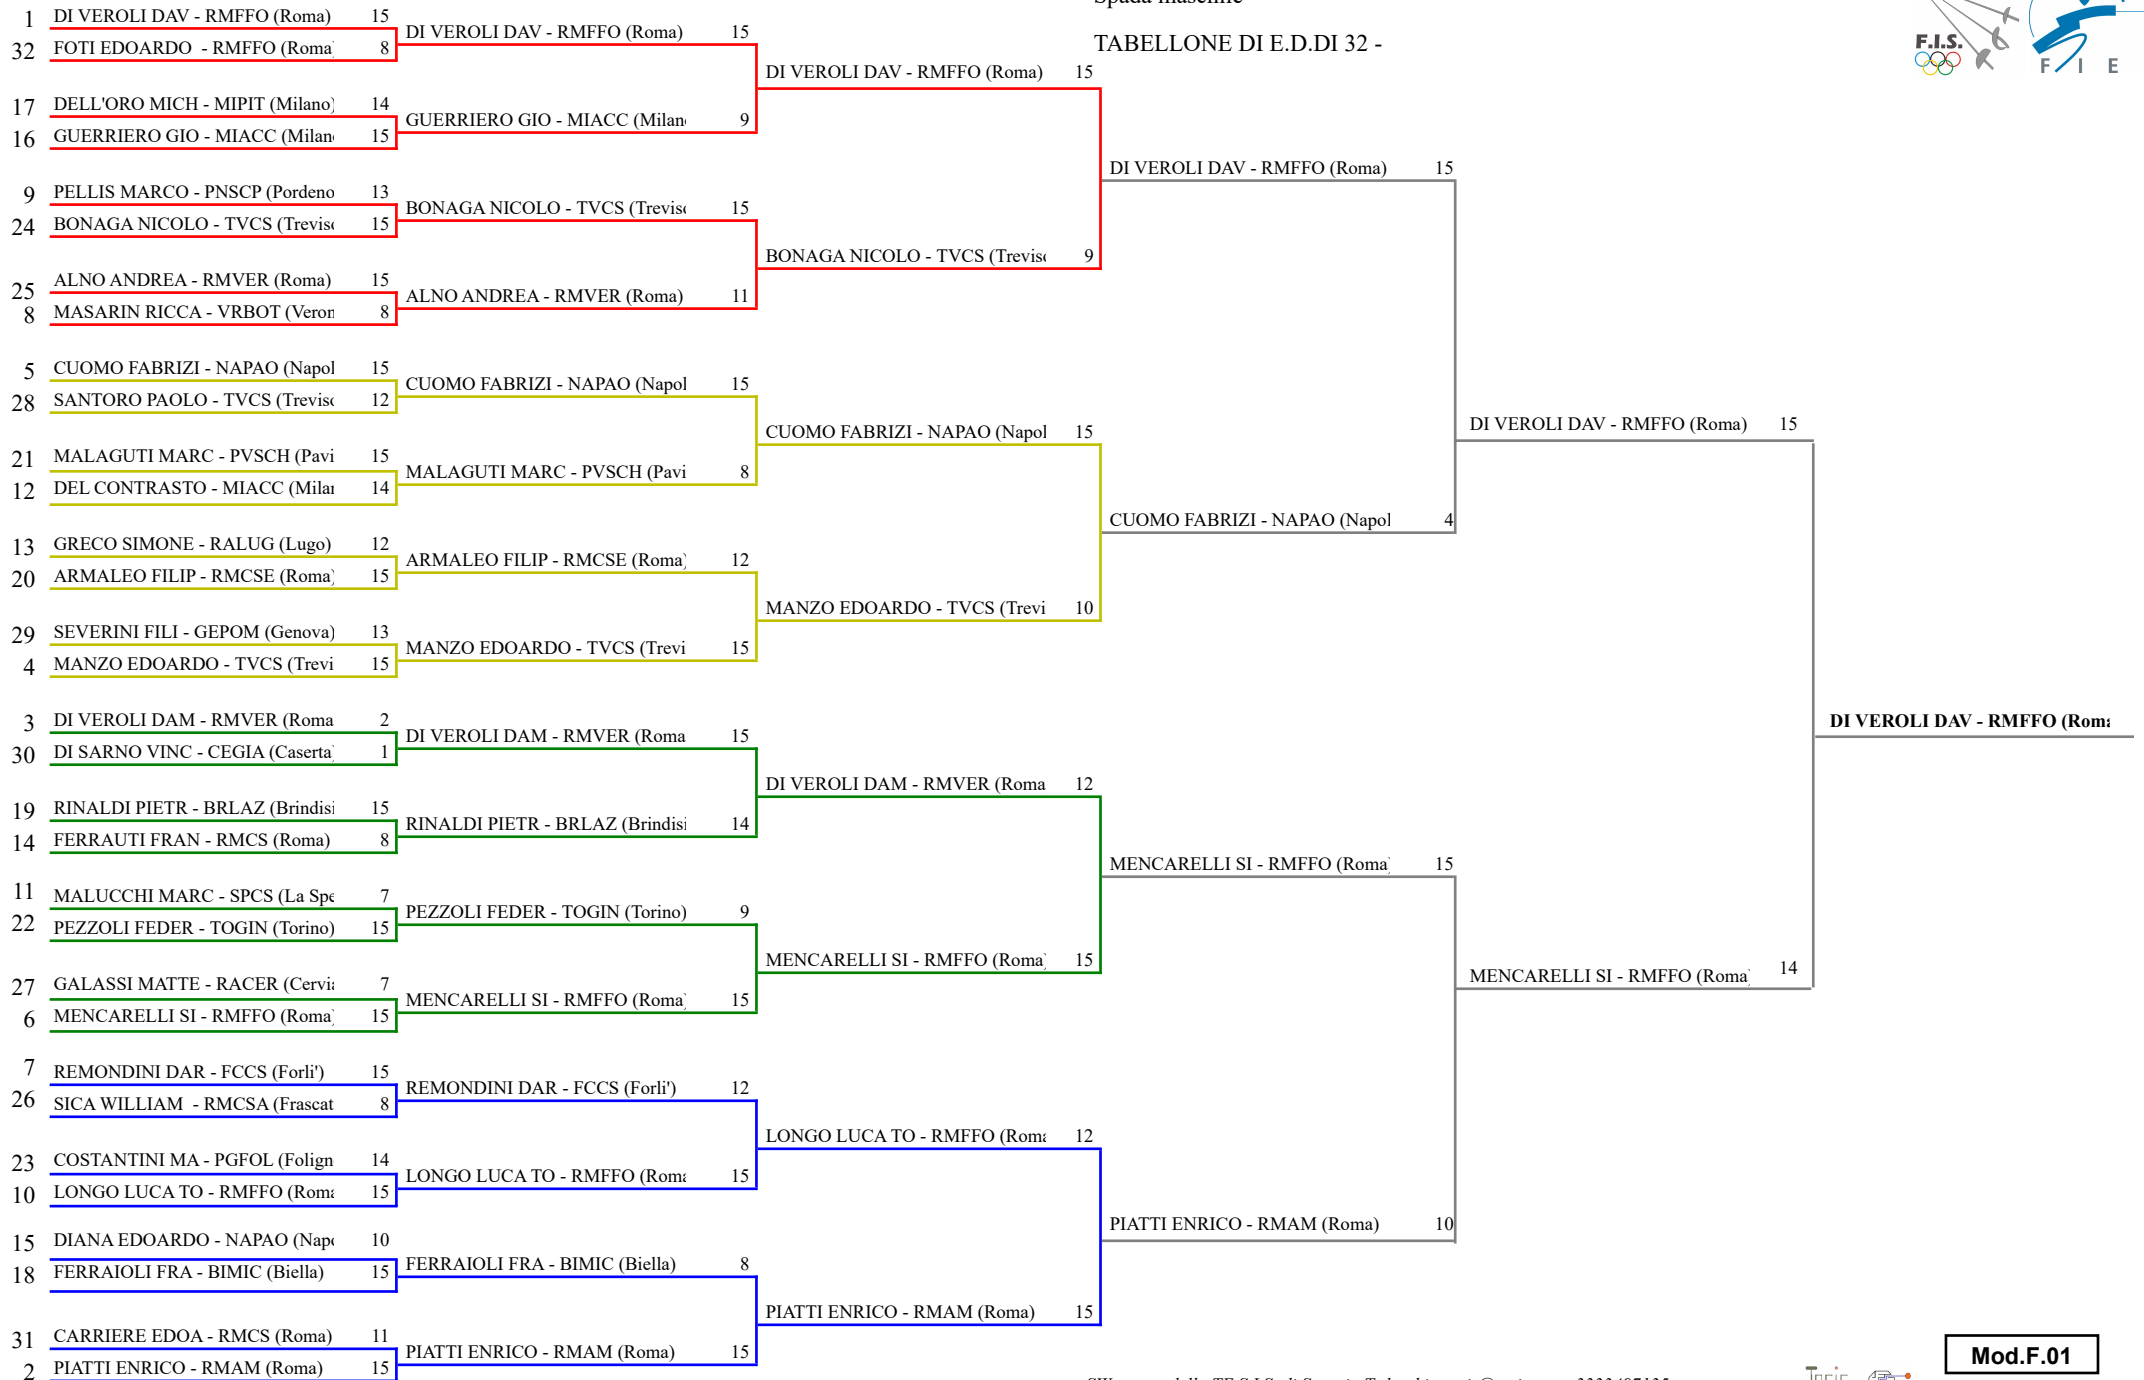 TABELLONE DI E.D.DI 32 -
F.I.S.
F I E
1 DI VEROLI DAV - RMFFO (Roma) 15
32 FOTI EDOARDO - RMFFO (Roma) 8
17 DELL'ORO MICH - MIPIT (Milano) 14
16 GUERRIERO GIO - MIACC (Milan 15
9 PELLIS MARCO - PNSCP (Pordeno 13
24 BONAGA NICOLO - TVCS (Trevis 15
25 ALNO ANDREA - RMVER (Roma) 15
8 MASARIN RICCA - VRBOT (Veron 8
5 CUOMO FABRIZI - NAPAO (Napol 15
28 SANTORO PAOLO - TVCS (Trevis 12
21 MALAGUTI MARC - PVSCH (Pavi 15
12 DEL CONTRASTO - MIACC (Milan 14
13 GRECO SIMONE - RALUG (Lugo) 12
20 ARMALEO FILIP - RMCSE (Roma) 15
29 SEVERINI FILI - GEPOM (Genova) 13
4 MANZO EDOARDO - TVCS (Trevi 15
3 DI VEROLI DAM - RMVER (Roma 2
30 DI SARNO VINC - CEGIA (Caserta) 1
19 RINALDI PIETR - BRLAZ (Brindisi 15
14 FERRAUTI FRAN - RMCS (Roma) 8
11 MALUCCHI MARC - SPCS (La Spe 7
22 PEZZOLI FEDER - TOGIN (Torino) 15
27 GALASSI MATTE - RACER (Cervia 7
6 MENCARELLI SI - RMFFO (Roma) 15
7 REMONDINI DAR - FCCS (Forli') 15
26 SICA WILLIAM - RMCSA (Frascat 8
23 COSTANTINI MA - PGFOL (Folign 14
10 LONGO LUCA TO - RMFFO (Roma 15
15 DIANA EDOARDO - NAPAO (Napo 10
18 FERRAIOLI FRA - BIMIC (Biella) 15
31 CARRIERE EDOA - RMCS (Roma) 11
2 PIATTI ENRICO - RMAM (Roma) 15
DI VEROLI DAV - RMFFO (Roma) 15
GUERRIERO GIO - MIACC (Milan 9
BONAGA NICOLO - TVCS (Trevis 15
ALNO ANDREA - RMVER (Roma) 11
CUOMO FABRIZI - NAPAO (Napol 15
MALAGUTI MARC - PVSCH (Pavi 8
ARMALEO FILIP - RMCSE (Roma) 12
MANZO EDOARDO - TVCS (Trevi 15
DI VEROLI DAM - RMVER (Roma 15
RINALDI PIETR - BRLAZ (Brindisi 14
PEZZOLI FEDER - TOGIN (Torino) 9
MENCARELLI SI - RMFFO (Roma) 15
REMONDINI DAR - FCCS (Forli') 12
LONGO LUCA TO - RMFFO (Roma 15
FERRAIOLI FRA - BIMIC (Biella) 8
PIATTI ENRICO - RMAM (Roma) 15
DI VEROLI DAV - RMFFO (Roma) 15
BONAGA NICOLO - TVCS (Trevis 9
CUOMO FABRIZI - NAPAO (Napol 15
MANZO EDOARDO - TVCS (Trevi 10
DI VEROLI DAM - RMVER (Roma 12
MENCARELLI SI - RMFFO (Roma) 15
LONGO LUCA TO - RMFFO (Roma 12
PIATTI ENRICO - RMAM (Roma) 15
DI VEROLI DAV - RMFFO (Roma) 15
CUOMO FABRIZI - NAPAO (Napol 4
MENCARELLI SI - RMFFO (Roma) 15
PIATTI ENRICO - RMAM (Roma) 10
DI VEROLI DAV - RMFFO (Roma) 15
MENCARELLI SI - RMFFO (Roma) 14
DI VEROLI DAV - RMFFO (Roma
Mod.F.01